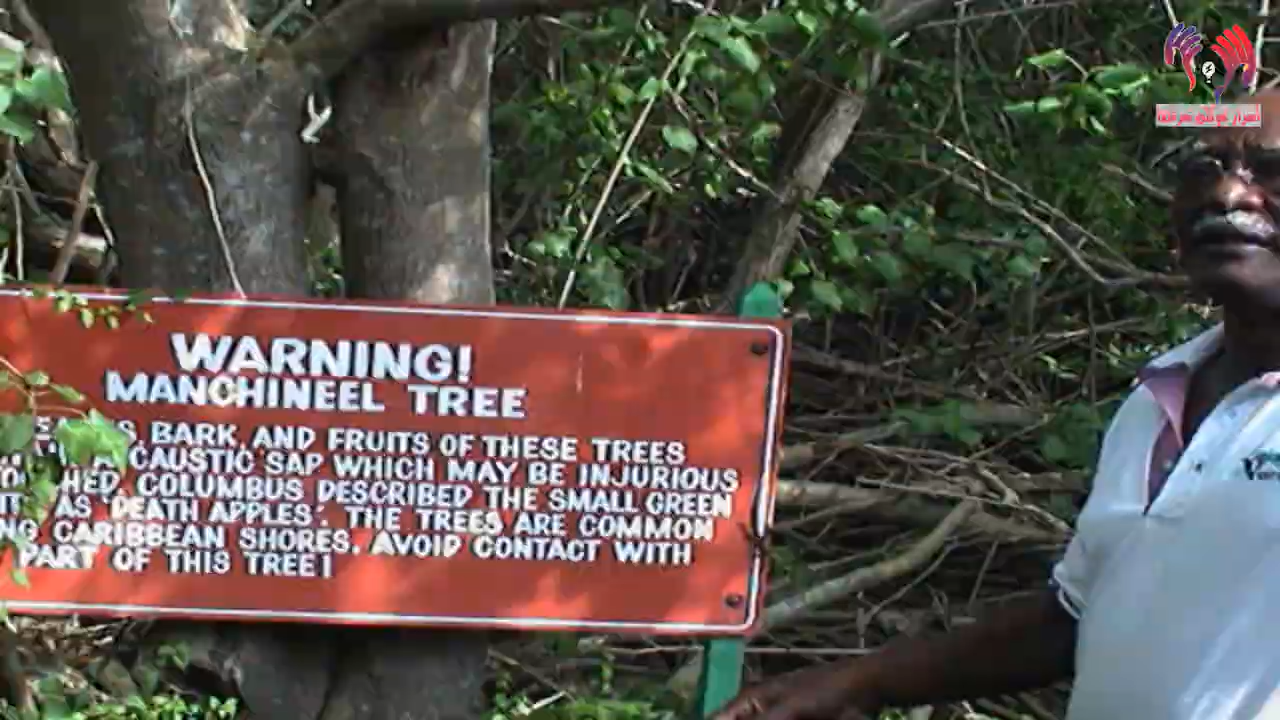 WARNING!
MANCHINEEL TREE
BARK, AND FRUITS OF THESE TREES
CAUSTIC SAP WHICH MAY BE INJURIOUS
COLUMBUS DESCRIBED THE SMALL GREEN
AS "DEATH APPLES". THE TREES ARE COMMON
CARIBBEAN SHORES. AVOID CONTACT WITH
PART OF THIS TREE!